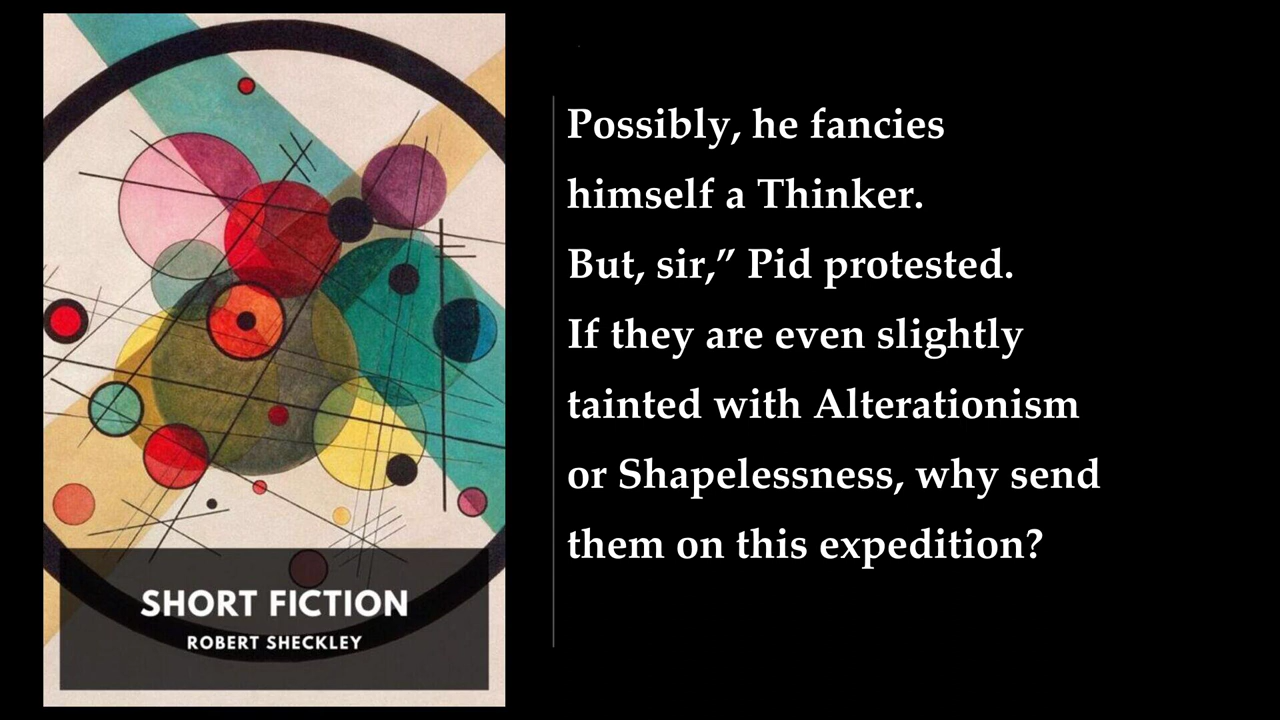 Possibly, he fancies
himself a Thinker.
But, sir,” Pid protested.
If they are even slightly
tainted with Alterationism
or Shapelessness, why send
them on this expedition?
SHORT FICTION
ROBERT SHECKLEY